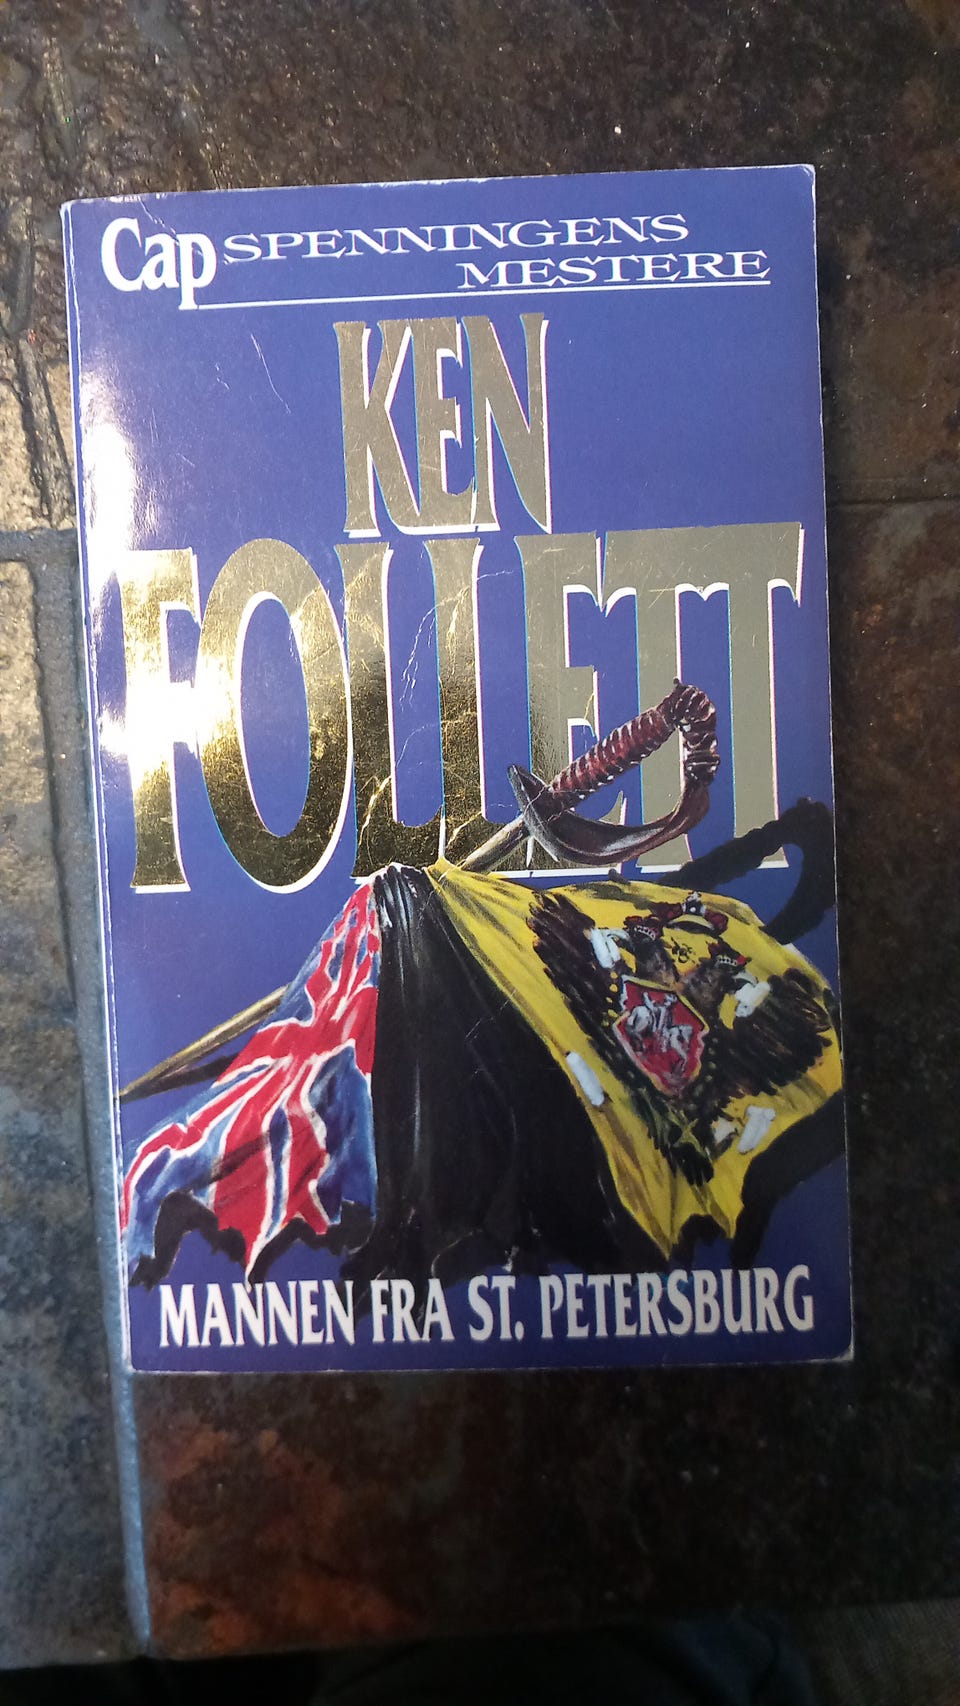 Cap SPENNINGENS
MESTERE
KEN
FOLLETT
MANNEN FRA ST. PETERSBURG